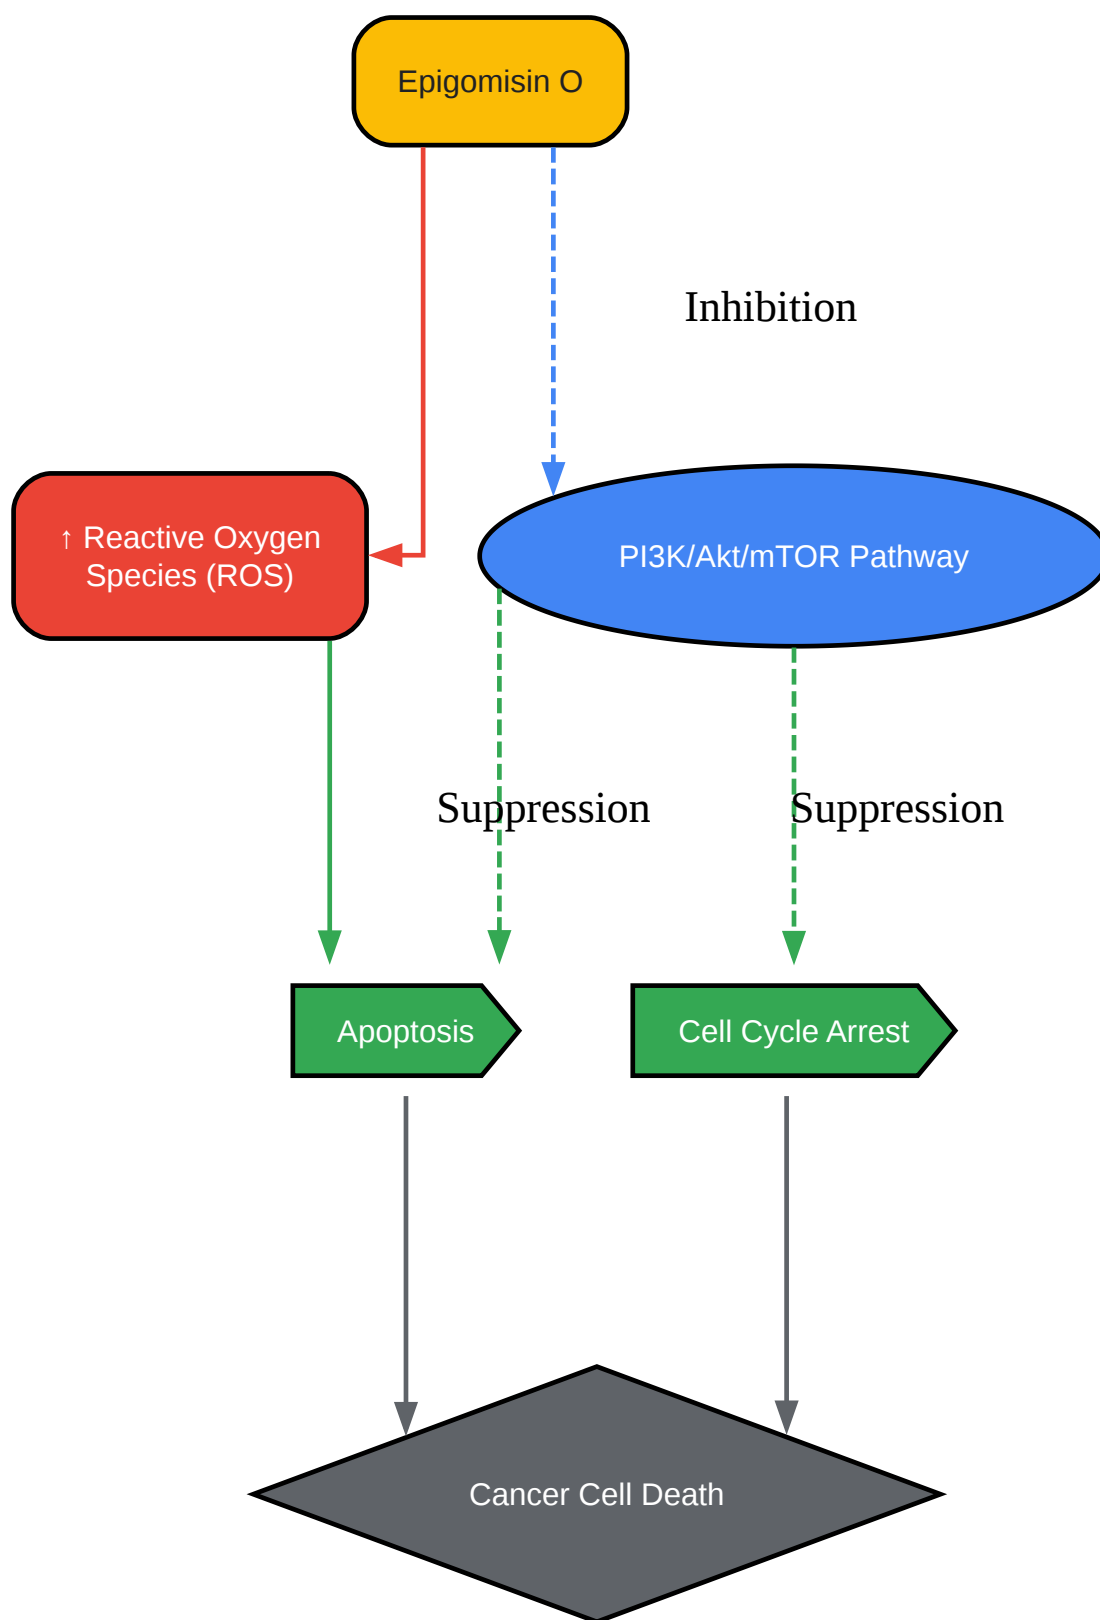 Epigomisin O
Inhibition
↑ Reactive Oxygen
Species (ROS)
PI3K/Akt/mTOR Pathway
Suppression
Suppression
Apoptosis
Cell Cycle Arrest
Cancer Cell Death